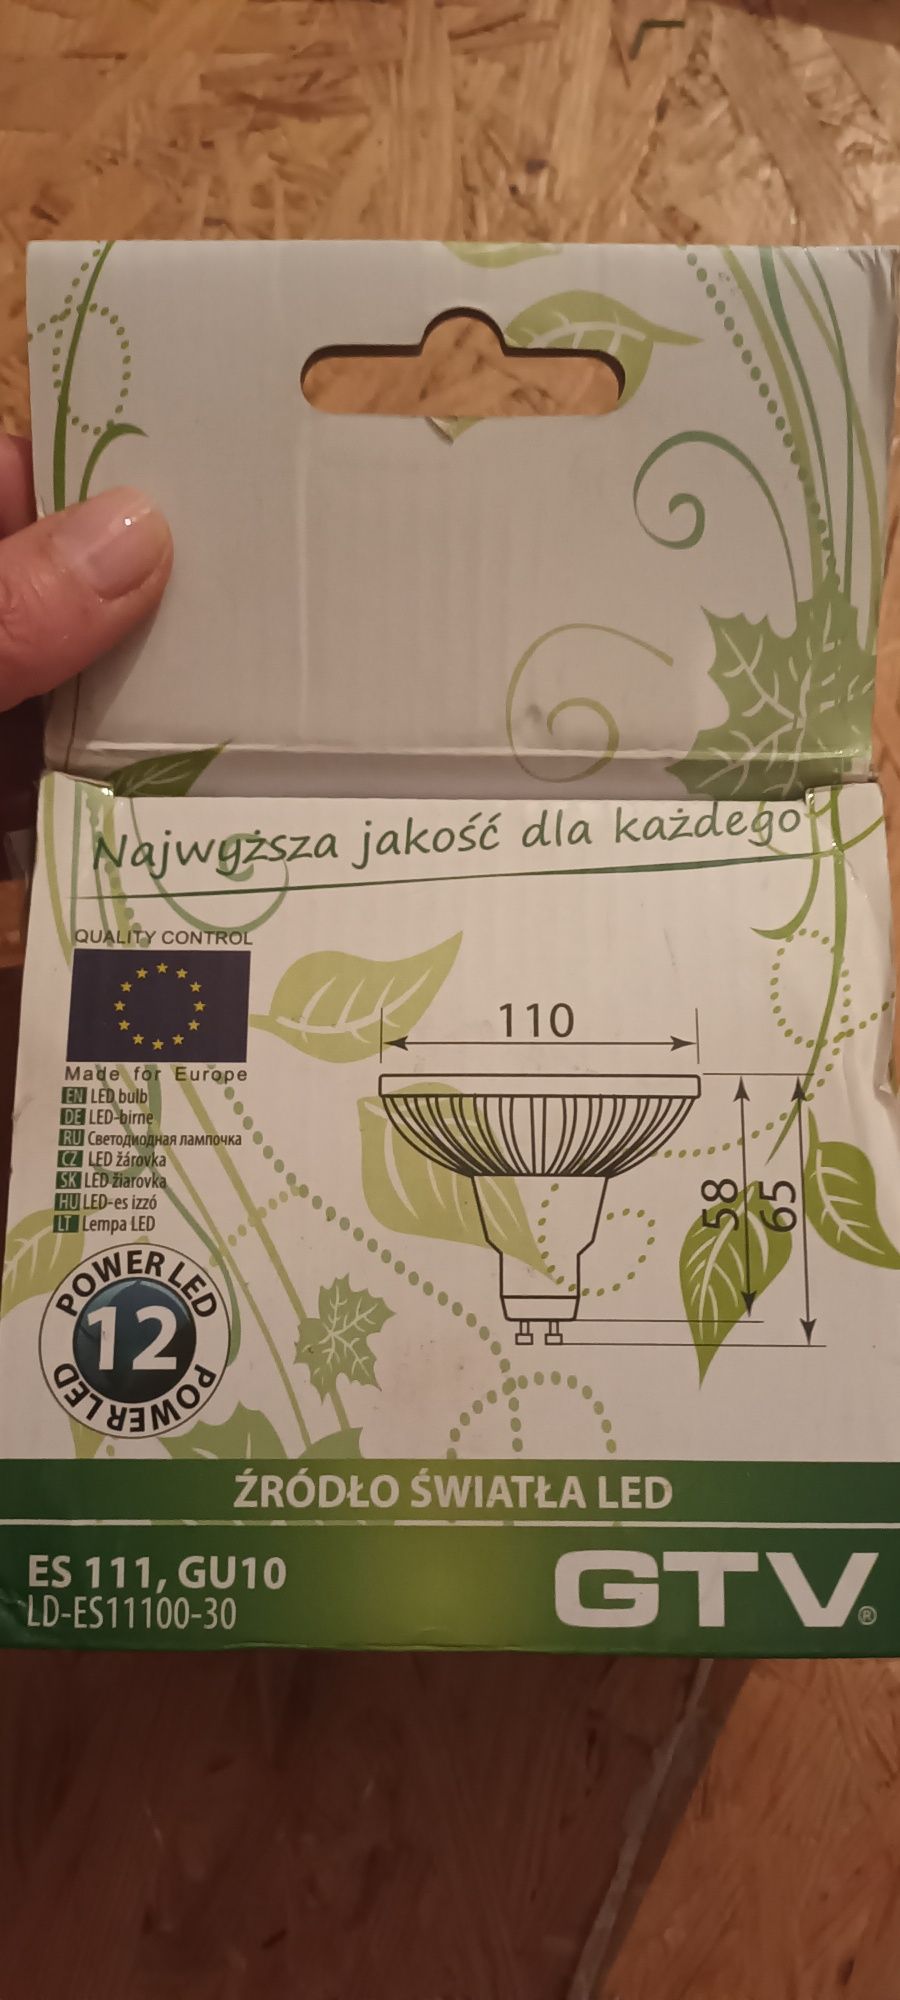 Najwyższa jakość dla każdego
QUALITY CONTROL
Made for Europe
EN LED bulb
DE LED-birne
RU Светодиодная лампочка
CZ LED žárovka
SK LED žiarovka
HU LED-es izzó
LT Lempa LED
POWER LED
12
POWER LED
110
58
65
ŹRÓDŁO ŚWIATŁA LED
ES 111, GU10
LD-ES11100-30
GTV®